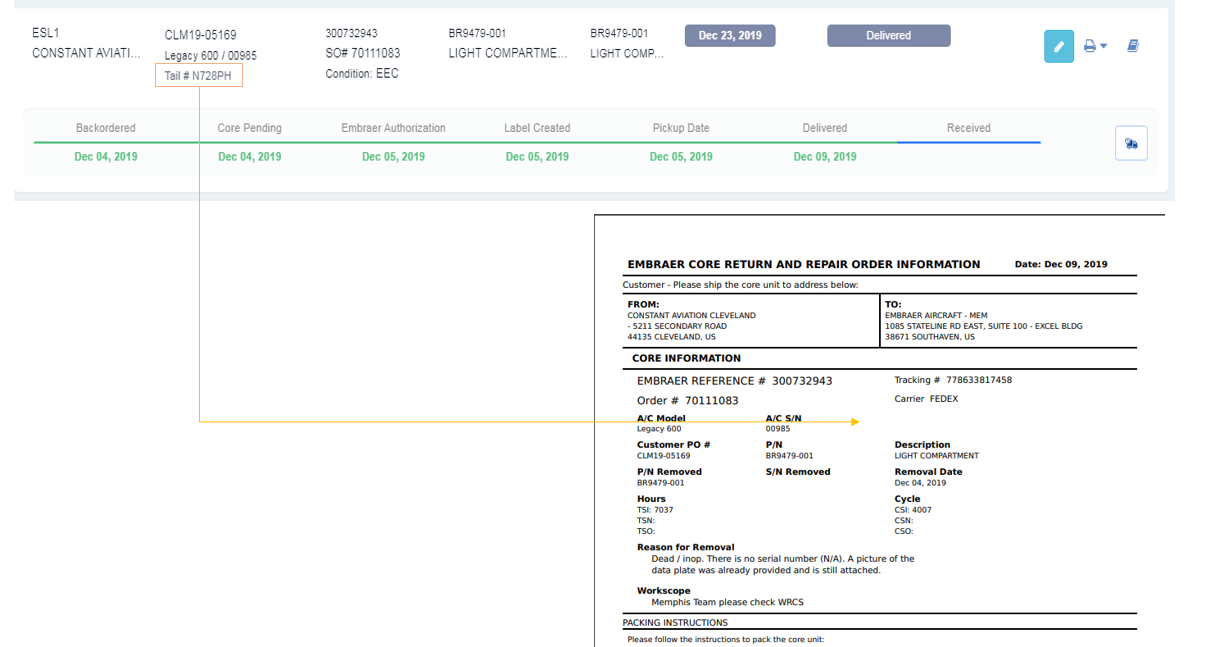 ESL1
CONSTANT AVIATI...
CLM19-05169
Legacy 600 / 00985
Tail # N728PH
300732943
SO# 70111083
Condition: EEC
BR9479-001
LIGHT COMPARTME...
BR9479-001
LIGHT COMP...
Dec 23, 2019
Delivered
Backordered
Core Pending
Embraer Authorization
Label Created
Pickup Date
Delivered
Received
Dec 04, 2019
Dec 04, 2019
Dec 05, 2019
Dec 05, 2019
Dec 05, 2019
Dec 09, 2019
EMBRAER CORE RETURN AND REPAIR ORDER INFORMATION
Date: Dec 09, 2019
Customer - Please ship the core unit to address below:
FROM:
CONSTANT AVIATION CLEVELAND
- 5211 SECONDARY ROAD
44135 CLEVELAND, US
TO:
EMBRAER AIRCRAFT - MEM
1085 STATELINE RD EAST, SUITE 100 - EXCEL BLDG
38671 SOUTHAVEN, US
CORE INFORMATION
EMBRAER REFERENCE # 300732943
Tracking # 778633817458
Order # 70111083
Carrier FEDEX
A/C Model
A/C S/N
Legacy 600
00985
Customer PO #
P/N
Description
CLM19-05169
BR9479-001
LIGHT COMPARTMENT
P/N Removed
S/N Removed
Removal Date
BR9479-001
Dec 04, 2019
Hours
Cycle
TSI: 7037
CSI: 4007
TSN:
CSN:
TSO:
CSO:
Reason for Removal
Dead / inop. There is no serial number (N/A). A picture of the
data plate was already provided and is still attached.
Workscope
Memphis Team please check WRCS
PACKING INSTRUCTIONS
Please follow the instructions to pack the core unit: